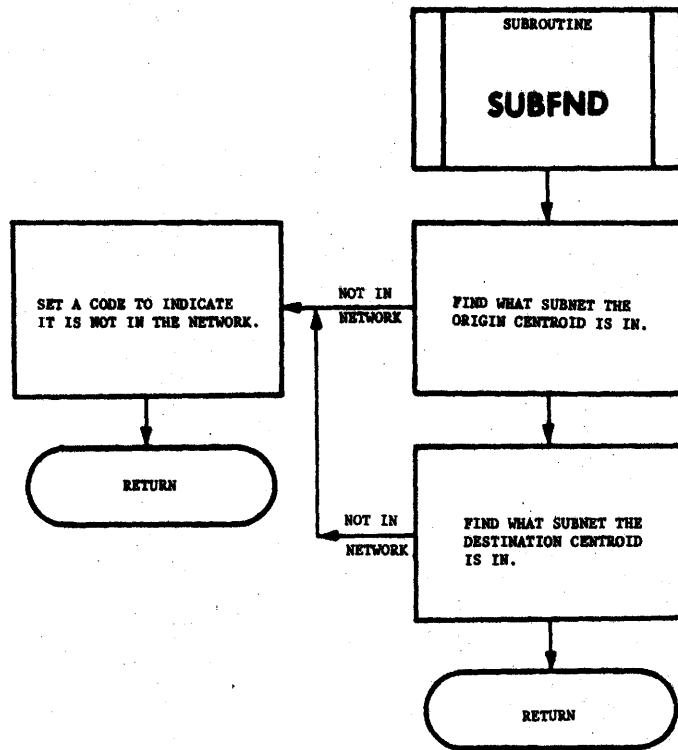 SUBROUTINE
SUBFND
FIND WHAT SUBNET THE
ORIGIN CENTROID IS IN.
NOT IN
NETWORK
SET A CODE TO INDICATE
IT IS NOT IN THE NETWORK.
RETURN
FIND WHAT SUBNET THE
DESTINATION CENTROID
IS IN.
NOT IN
NETWORK
RETURN